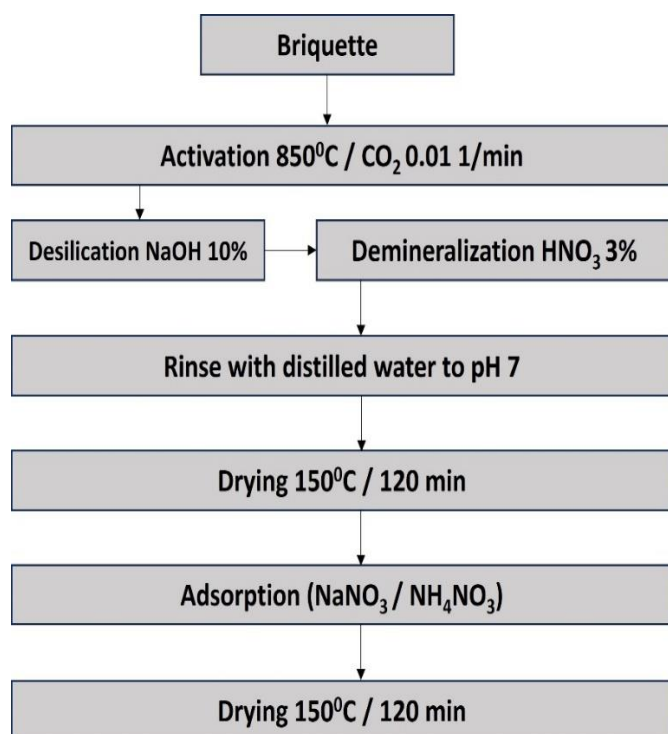 Briquette
Activation 850⁰C / CO₂ 0.01 1/min
Desilication NaOH 10%
Demineralization HNO₃ 3%
Rinse with distilled water to pH 7
Drying 150⁰C / 120 min
Adsorption (NaNO₃ / NH₄NO₃)
Drying 150⁰C / 120 min